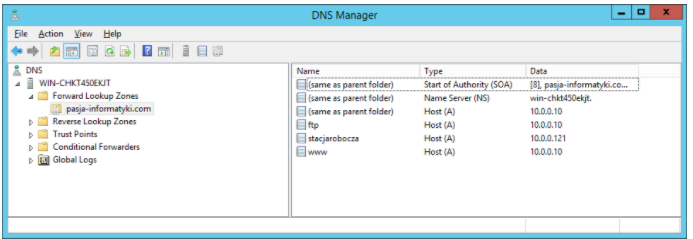 DNS Manager
File Action View Help
DNS
WIN-CHKT450EKJT
Forward Lookup Zones
pasja-informatyki.com
Reverse Lookup Zones
Trust Points
Conditional Forwarders
Global Logs
Name Type Data
(same as parent folder) Start of Authority (SOA) [8], pasja-informatyki.co...
(same as parent folder) Name Server (NS) win-chkt450ekjt.
(same as parent folder) Host (A) 10.0.0.10
ftp Host (A) 10.0.0.10
stacjarobocza Host (A) 10.0.0.121
www Host (A) 10.0.0.10